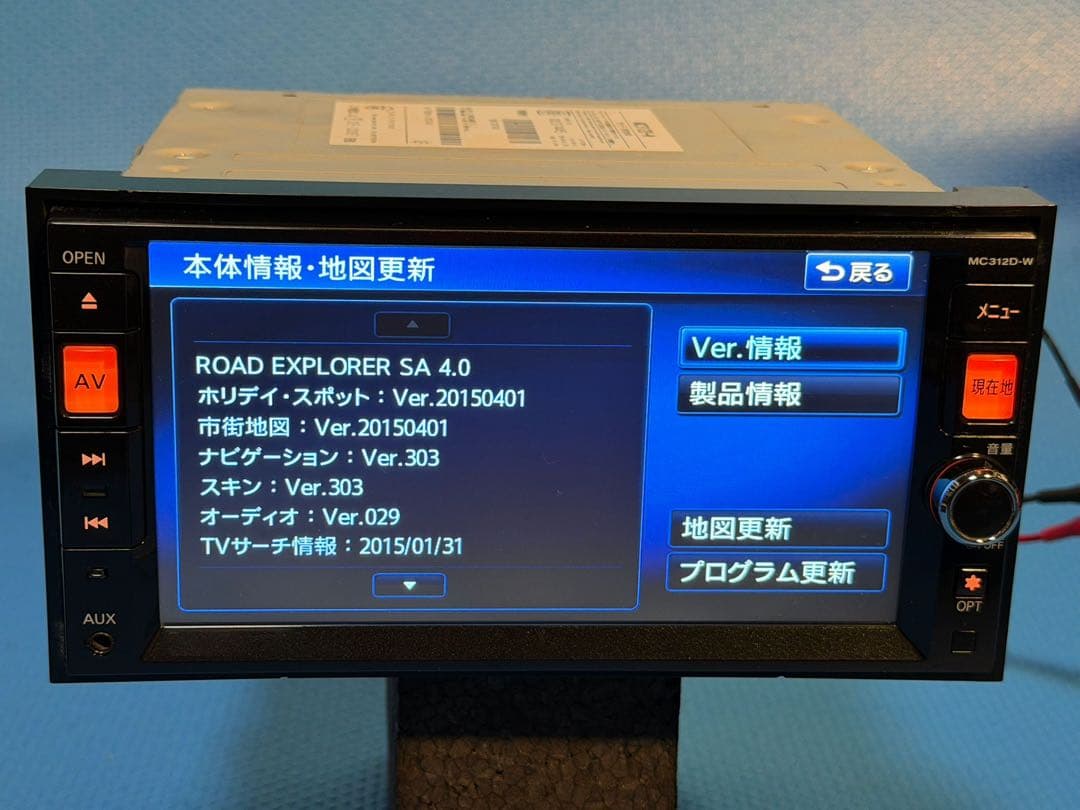 OPEN
AV
AUX
本体情報・地図更新
戻る
ROAD EXPLORER SA 4.0
ホリデイ・スポット：Ver.20150401
市街地図：Ver.20150401
ナビゲーション：Ver.303
スキン：Ver.303
オーディオ：Ver.029
TVサーチ情報：2015/01/31
Ver.情報
製品情報
地図更新
プログラム更新
MC312D-W
メニュー
現在地
音量
OPT